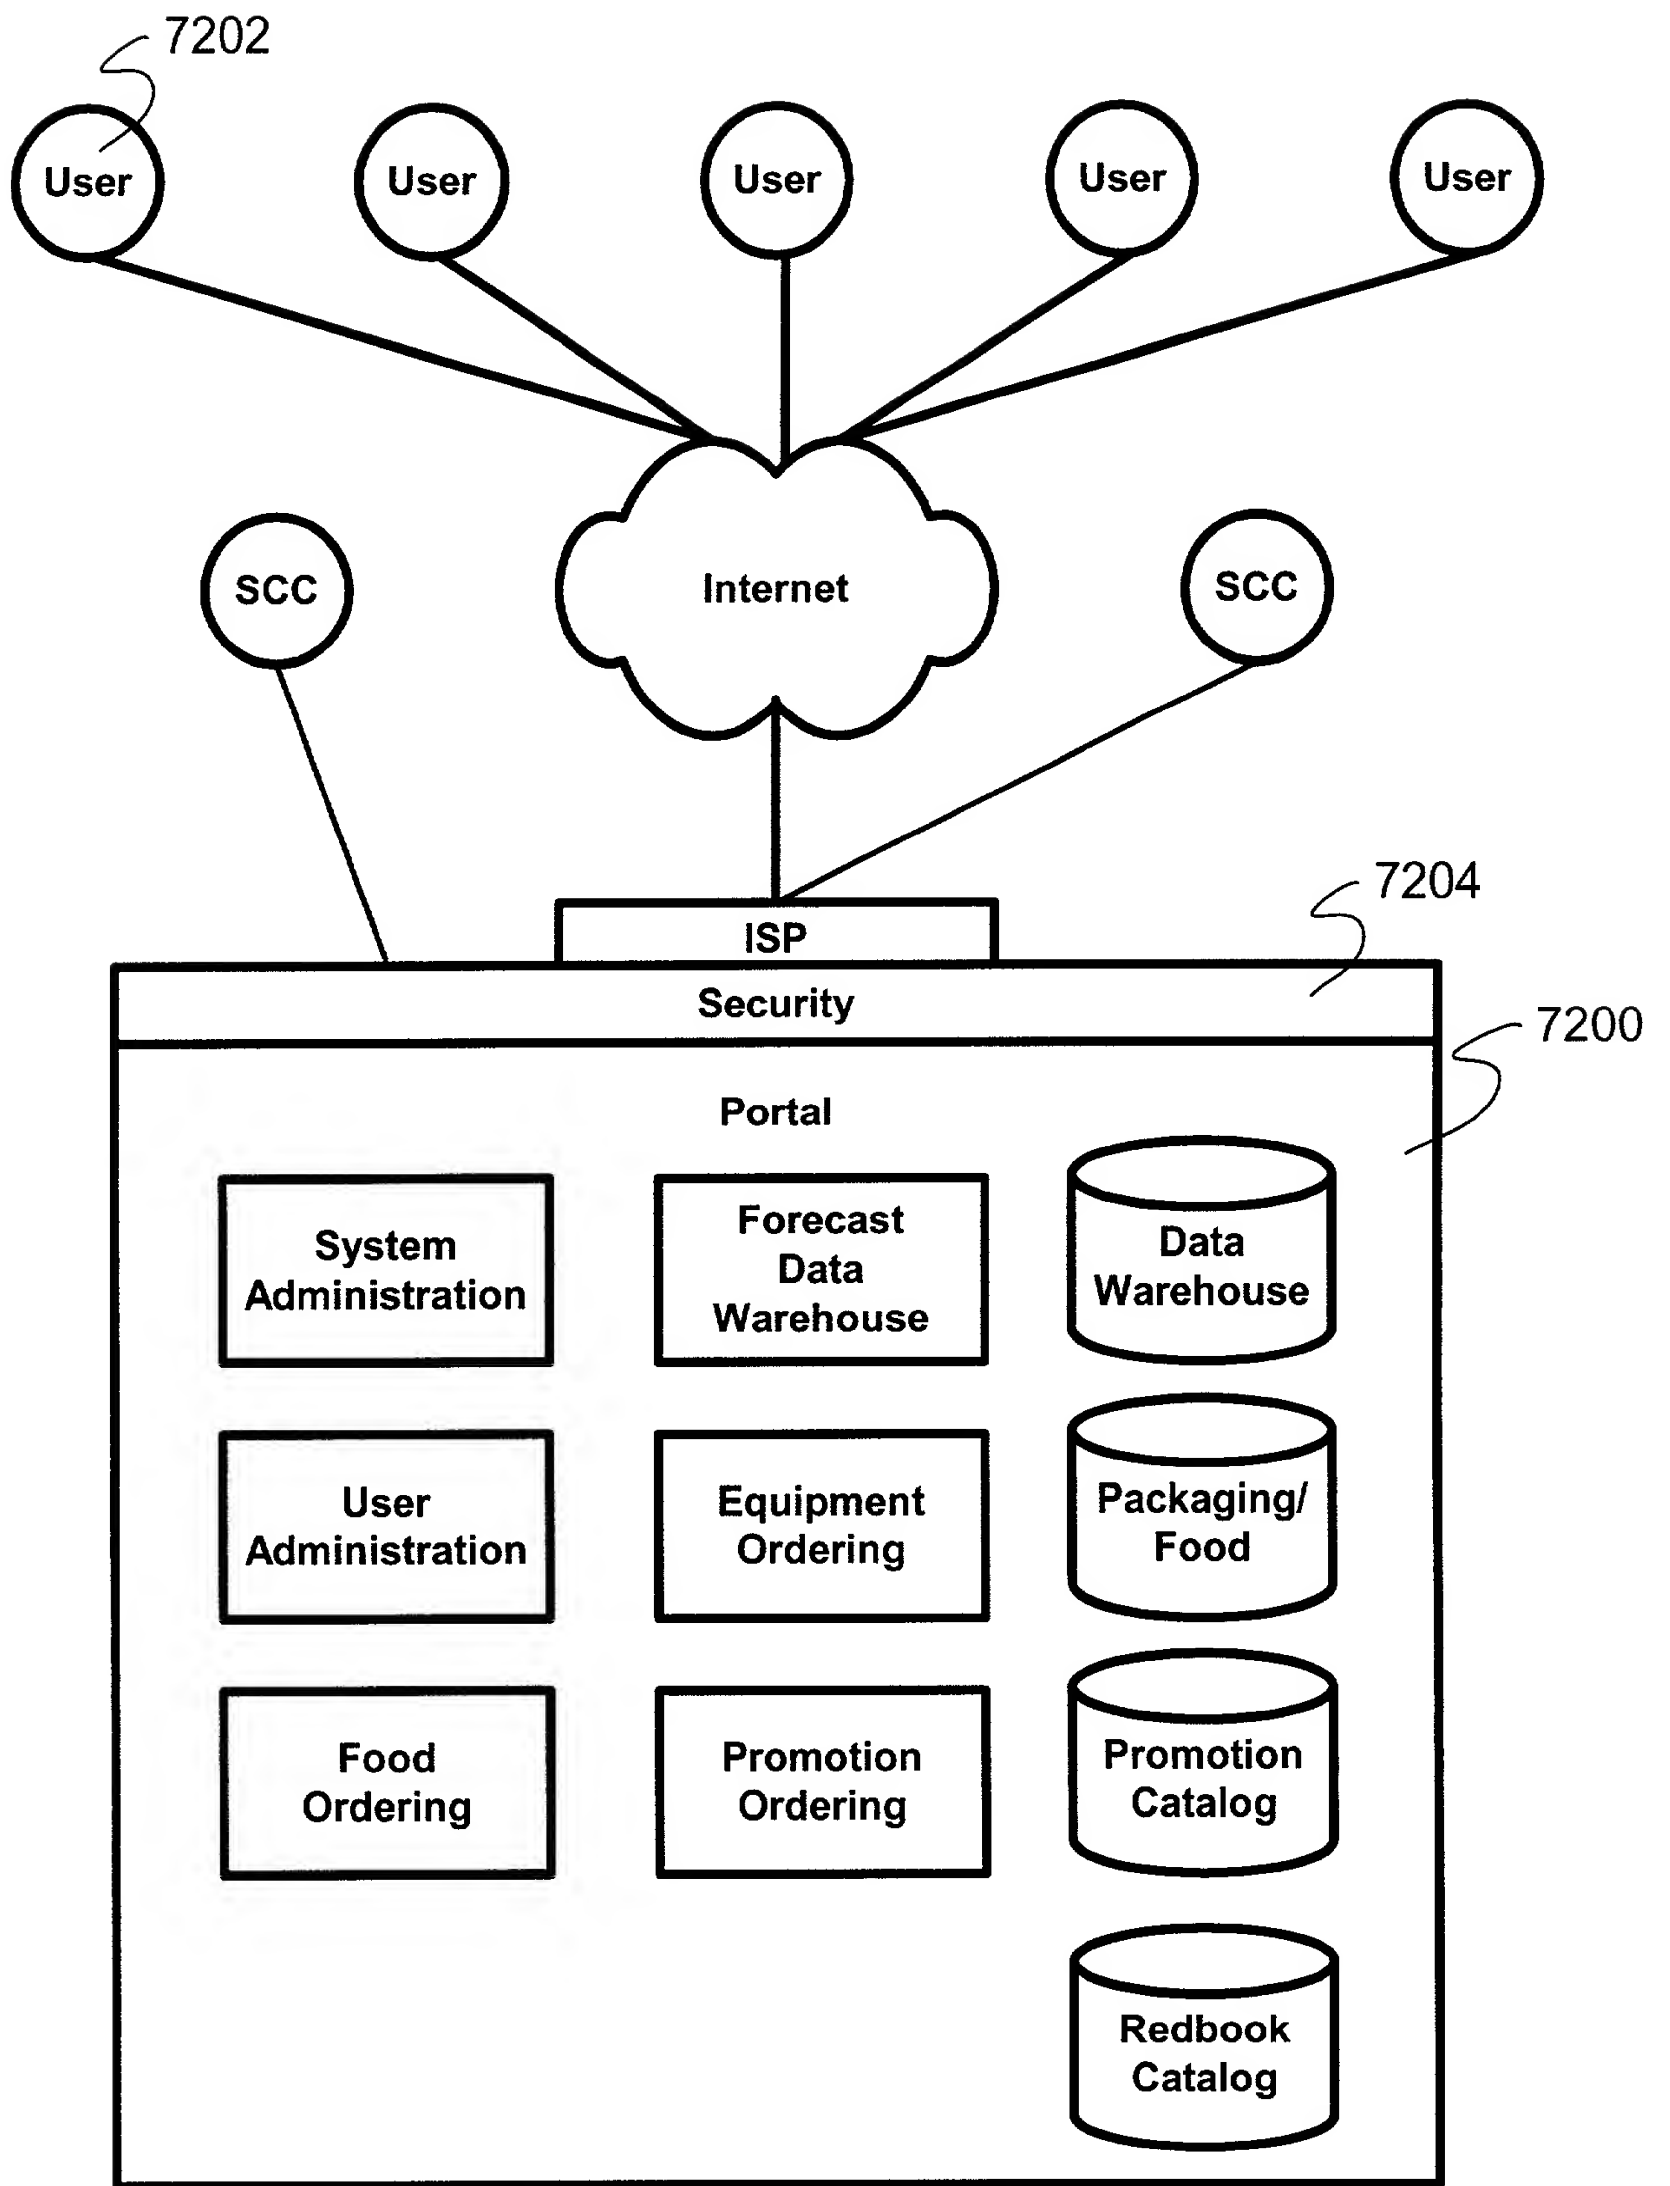 7202
User
User
User
User
User
SCC
Internet
SCC
7204
ISP
Security
7200
Portal
System
Administration
Forecast
Data
Warehouse
Data
Warehouse
User
Administration
Equipment
Ordering
Packaging/
Food
Food
Ordering
Promotion
Ordering
Promotion
Catalog
Redbook
Catalog